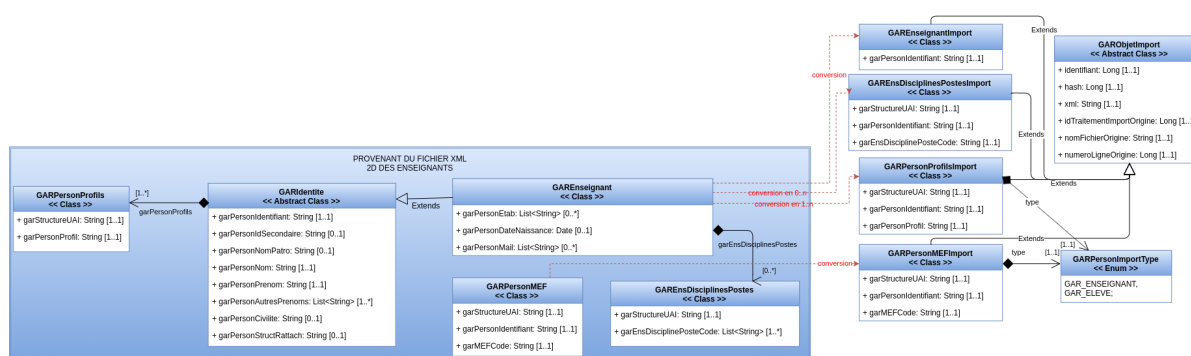 PROVENANT DU FICHIER XML
2D DES ENSEIGNANTS
GARPersonProfils
<< Class >>
+ garStructureUAI: String [1..1]
+ garPersonProfil: String [1..1]
[1..*]
garPersonProfils
GARIdentite
<< Abstract Class >>
+ garPersonIdentifiant: String [1..1]
+ garPersonIdSecondaire: String [0..1]
+ garPersonNomPatro: String [0..1]
+ garPersonNom: String [1..1]
+ garPersonPrenom: String [1..1]
+ garPersonAutresPrenoms: List<String> [1..*]
+ garPersonCivilite: String [0..1]
+ garPersonStructRattach: String [0..1]
Extends
GAREnseignant
<< Class >>
+ garPersonEtab: List<String> [0..*]
+ garPersonDateNaissance: Date [0..1]
+ garPersonMail: List<String> [0..*]
garEnsDisciplinesPostes
[0..*]
GARPersonMEF
<< Class >>
+ garStructureUAI: String [1..1]
+ garPersonIdentifiant: String [1..1]
+ garMEFCode: String [1..1]
GAREnsDisciplinesPostes
<< Class >>
+ garStructureUAI: String [1..1]
+ garEnsDisciplinePosteCode: List<String> [1..*]
conversion
conversion en 0..n
conversion en 1..n
conversion
GAREnseignantImport
<< Class >>
+ garPersonIdentifiant: String [1..1]
GAREnsDisciplinesPostesImport
<< Class >>
+ garStructureUAI: String [1..1]
+ garPersonIdentifiant: String [1..1]
+ garEnsDisciplinePosteCode: String [1..1]
GARPersonProfilsImport
<< Class >>
+ garStructureUAI: String [1..1]
+ garPersonIdentifiant: String [1..1]
+ garPersonProfil: String [1..1]
GARPersonMEFImport
<< Class >>
+ garStructureUAI: String [1..1]
+ garPersonIdentifiant: String [1..1]
+ garMEFCode: String [1..1]
Extends
Extends
Extends
Extends
type
type
[1..1]
[1..1]
GARObjetImport
<< Abstract Class >>
+ identifiant: Long [1..1]
+ hash: Long [1..1]
+ xml: String [1..1]
+ idTraitementImportOrigine: Long [1..
+ nomFichierOrigine: String [1..1]
+ numeroLigneOrigine: Long [1..1]
GARPersonImportType
<< Enum >>
GAR_ENSEIGNANT,
GAR_ELEVE;